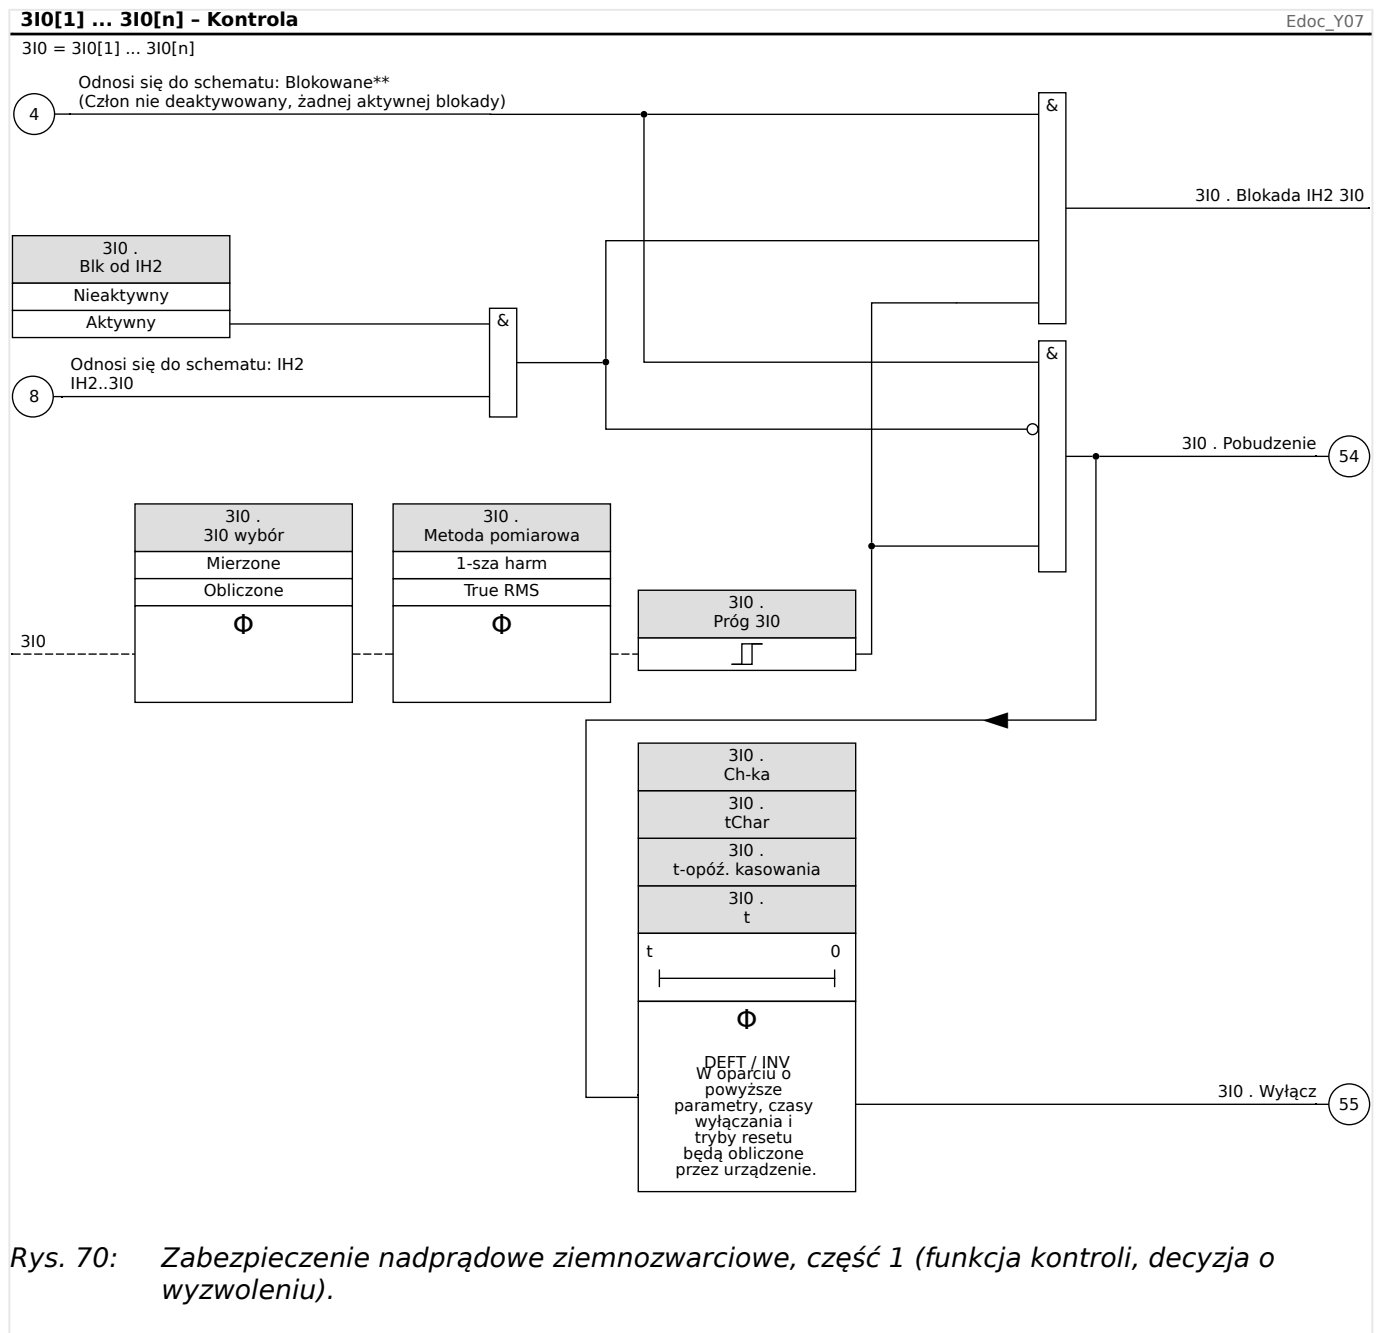 3I0[1] ... 3I0[n] – Kontrola
Edoc_Y07
3I0 = 3I0[1] ... 3I0[n]
Odnosi się do schematu: Blokowane**
(Człon nie deaktywowany, żadnej aktywnej blokady)
4
&
3I0 . Blokada IH2 3I0
3I0 .
Blk od IH2
Nieaktywny
Aktywny
&
&
Odnosi się do schematu: IH2
IH2..3I0
8
3I0 . Pobudzenie
54
3I0 .
3I0 wybór
Mierzone
Obliczone
Φ
3I0 .
Metoda pomiarowa
1-sza harm
True RMS
Φ
3I0
3I0 .
Próg 3I0
3I0 .
Ch-ka
3I0 .
tChar
3I0 .
t-opóź. kasowania
3I0 .
t
t 0
Φ
DEFT / INV
W oparciu o
powyższe
parametry, czasy
wyłączania i
tryby resetu
będą obliczone
przez urządzenie.
3I0 . Wyłącz
55
Rys. 70: Zabezpieczenie nadprądowe ziemnozwarciowe, część 1 (funkcja kontroli, decyzja o
wyzwoleniu).